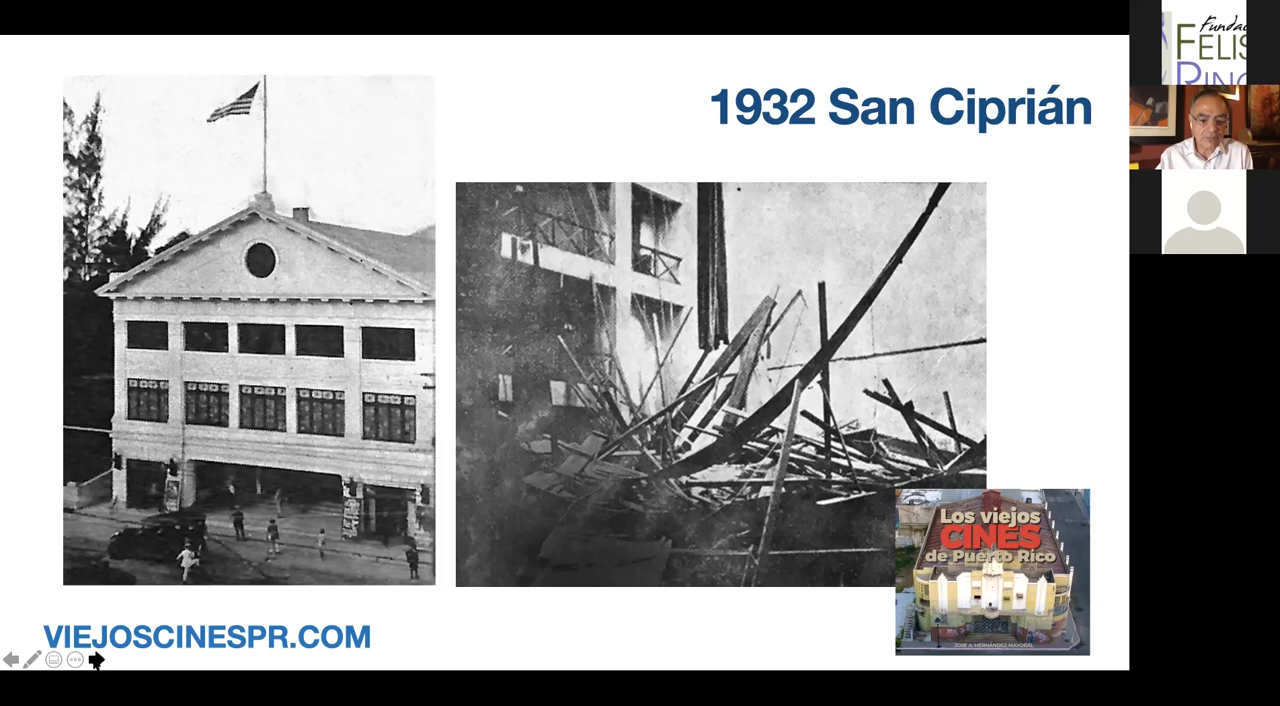 1932 San Ciprián
Los viejos
CINES
de Puerto Rico
JOSÉ A. HERNÁNDEZ MAYORAL
VIEJOSCINESPR.COM